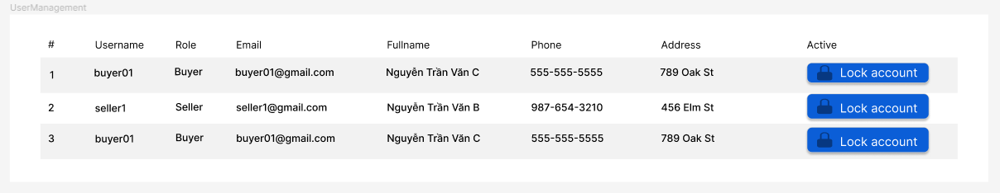 UserManagement
# Username Role Email Fullname Phone Address Active
1 buyer01 Buyer buyer01@gmail.com Nguyễn Trần Văn C 555-555-5555 789 Oak St Lock account
2 seller1 Seller seller1@gmail.com Nguyễn Trần Văn B 987-654-3210 456 Elm St Lock account
3 buyer01 Buyer buyer01@gmail.com Nguyễn Trần Văn C 555-555-5555 789 Oak St Lock account